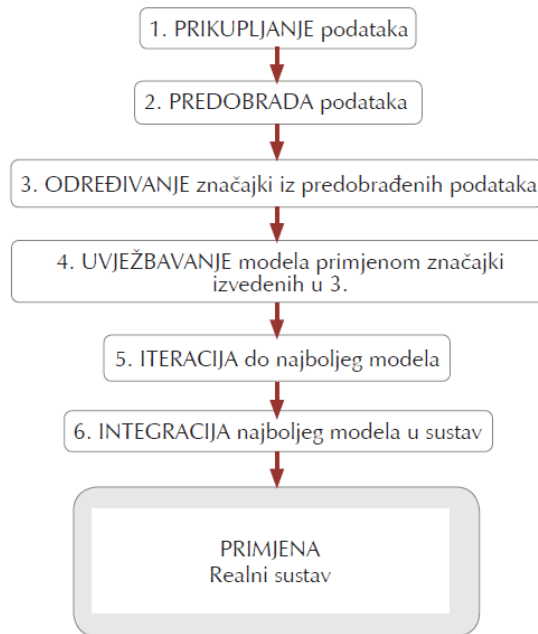 1. PRIKUPLJANJE podataka
2. PREDOBRADA podataka
3. ODREĐIVANJE značajki iz predobrađenih podataka
4. UVJEŽBAVANJE modela primjenom značajki
izvedenih u 3.
5. ITERACIJA do najboljeg modela
6. INTEGRACIJA najboljeg modela u sustav
PRIMJENA
Realni sustav